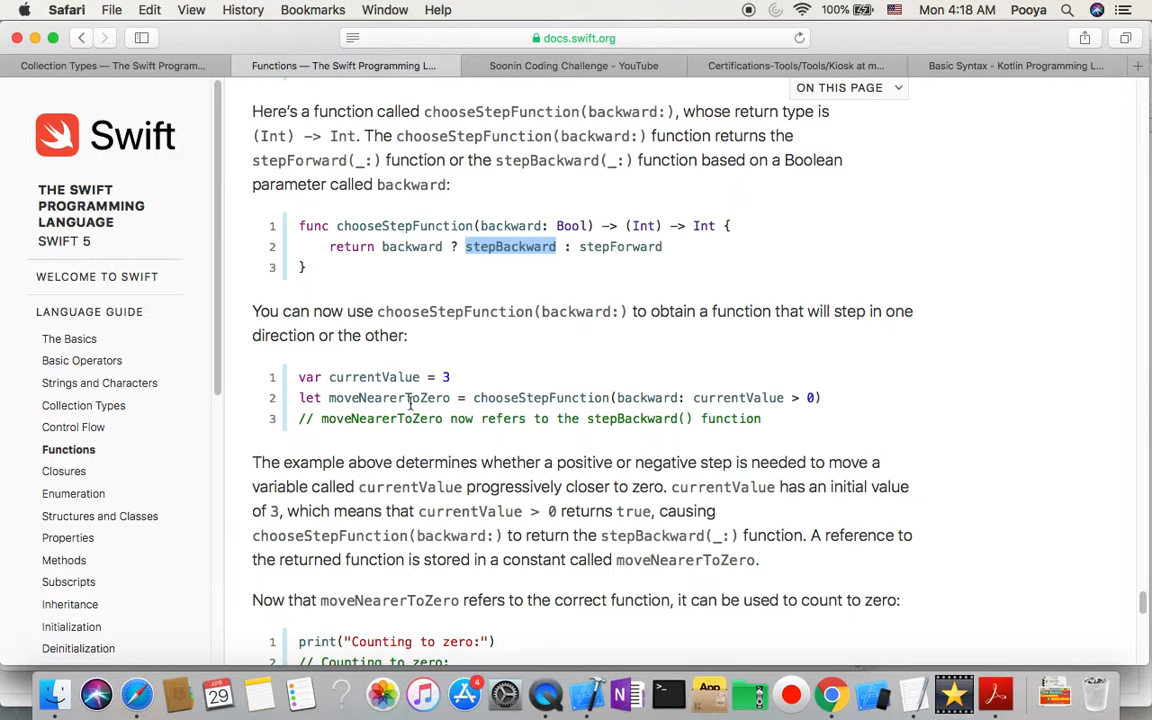 Safari File Edit View History Bookmarks Window Help 100% Mon 4:18 AM Pooya
docs.swift.org
Collection Types — The Swift Program... Functions — The Swift Programming L... Soonin Coding Challenge - YouTube Certifications-Tools/Tools/Kiosk at m... Basic Syntax - Kotlin Programming L...
ON THIS PAGE
Swift
THE SWIFT
PROGRAMMING
LANGUAGE
SWIFT 5
WELCOME TO SWIFT
LANGUAGE GUIDE
The Basics
Basic Operators
Strings and Characters
Collection Types
Control Flow
Functions
Closures
Enumeration
Structures and Classes
Properties
Methods
Subscripts
Inheritance
Initialization
Deinitialization
Here's a function called chooseStepFunction(backward:), whose return type is
(Int) -> Int. The chooseStepFunction(backward:) function returns the
stepForward(_:) function or the stepBackward(_:) function based on a Boolean
parameter called backward:
1 func chooseStepFunction(backward: Bool) -> (Int) -> Int {
2 return backward ? stepBackward : stepForward
3 }
You can now use chooseStepFunction(backward:) to obtain a function that will step in one
direction or the other:
1 var currentValue = 3
2 let moveNearerToZero = chooseStepFunction(backward: currentValue > 0)
3 // moveNearerToZero now refers to the stepBackward() function
The example above determines whether a positive or negative step is needed to move a
variable called currentValue progressively closer to zero. currentValue has an initial value
of 3, which means that currentValue > 0 returns true, causing
chooseStepFunction(backward:) to return the stepBackward(_:) function. A reference to
the returned function is stored in a constant called moveNearerToZero.
Now that moveNearerToZero refers to the correct function, it can be used to count to zero:
1 print("Counting to zero:")
2 // Counting to zero:
APR
29
4
App